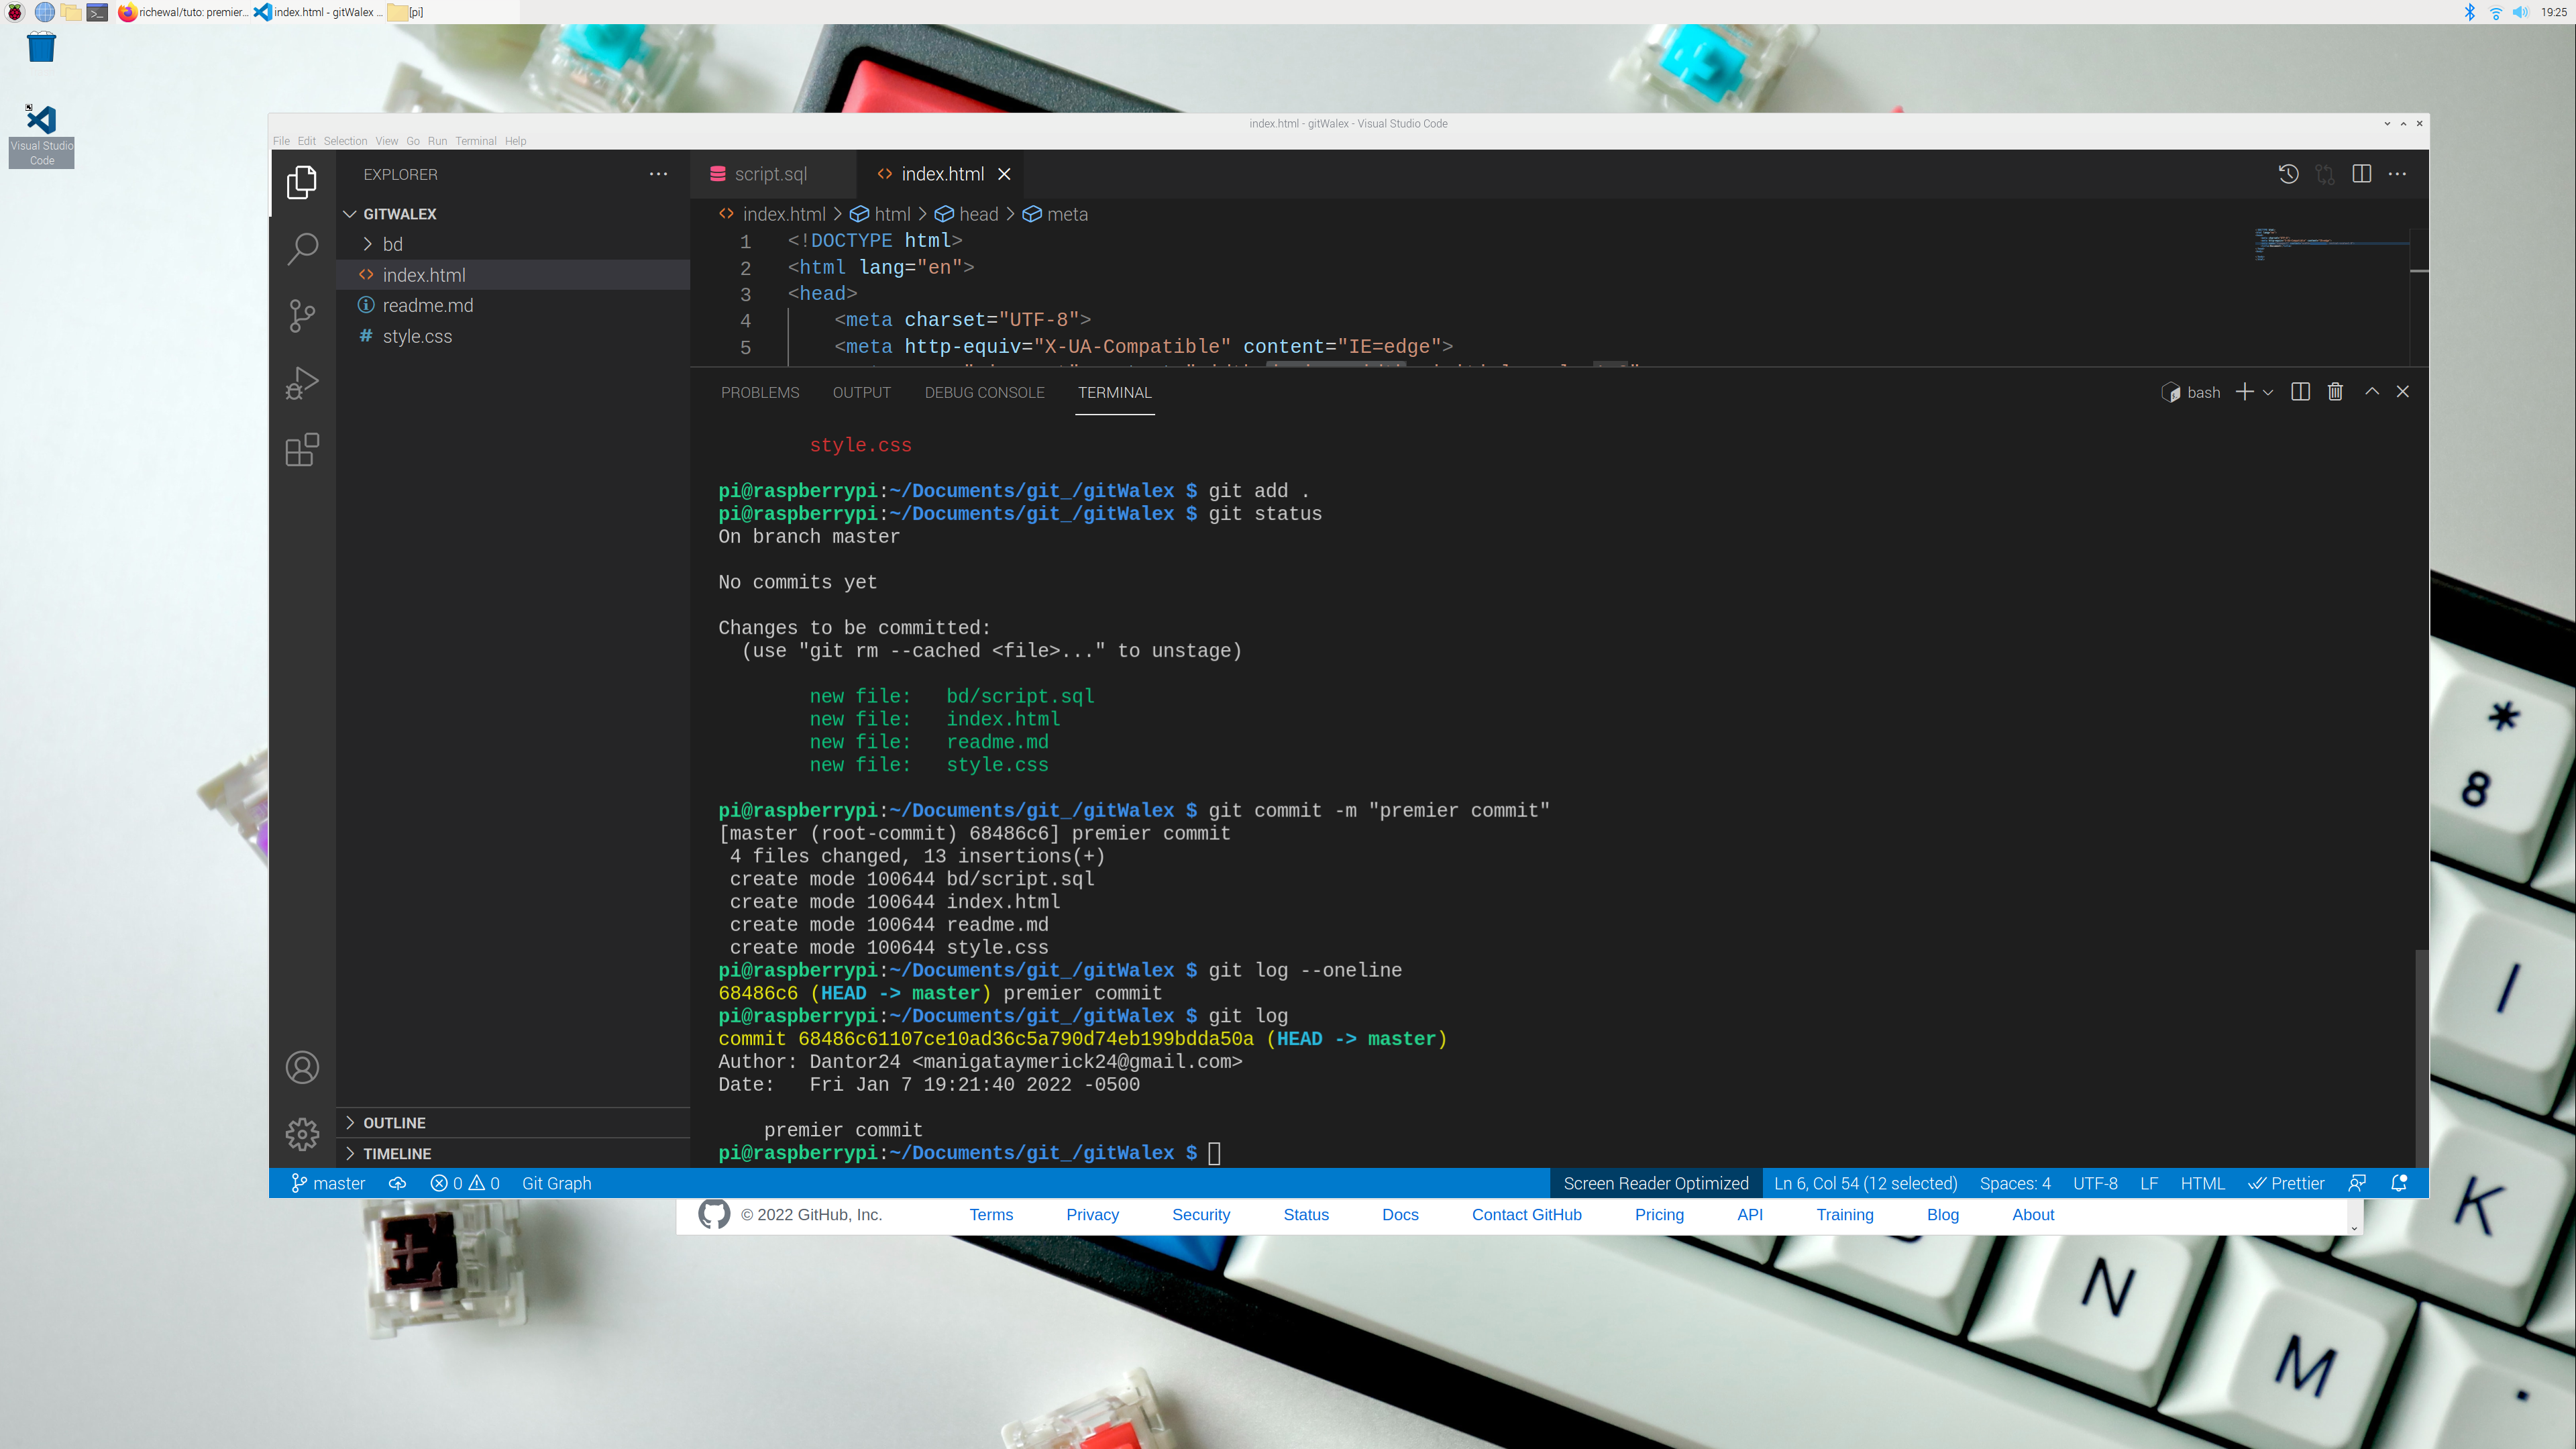 richewal/tuto: premier... index.html - gitWalex ... [pi] 19:25
Visual Studio
Code
index.html - gitWalex - Visual Studio Code
File Edit Selection View Go Run Terminal Help
EXPLORER
GITWALEX
bd
index.html
readme.md
style.css
OUTLINE
TIMELINE
script.sql index.html
index.html > html > head > meta
1 <!DOCTYPE html>
2 <html lang="en">
3 <head>
4 <meta charset="UTF-8">
5 <meta http-equiv="X-UA-Compatible" content="IE=edge">
PROBLEMS OUTPUT DEBUG CONSOLE TERMINAL bash
style.css
pi@raspberrypi:~/Documents/git_/gitWalex $ git add .
pi@raspberrypi:~/Documents/git_/gitWalex $ git status
On branch master
No commits yet
Changes to be committed:
(use "git rm --cached <file>..." to unstage)
new file: bd/script.sql
new file: index.html
new file: readme.md
new file: style.css
pi@raspberrypi:~/Documents/git_/gitWalex $ git commit -m "premier commit"
[master (root-commit) 68486c6] premier commit
4 files changed, 13 insertions(+)
create mode 100644 bd/script.sql
create mode 100644 index.html
create mode 100644 readme.md
create mode 100644 style.css
pi@raspberrypi:~/Documents/git_/gitWalex $ git log --oneline
68486c6 (HEAD -> master) premier commit
pi@raspberrypi:~/Documents/git_/gitWalex $ git log
commit 68486c61107ce10ad36c5a790d74eb199bdda50a (HEAD -> master)
Author: Dantor24 <manigataymerick24@gmail.com>
Date: Fri Jan 7 19:21:40 2022 -0500
premier commit
pi@raspberrypi:~/Documents/git_/gitWalex $
master 0 0 Git Graph Screen Reader Optimized Ln 6, Col 54 (12 selected) Spaces: 4 UTF-8 LF HTML Prettier
© 2022 GitHub, Inc. Terms Privacy Security Status Docs Contact GitHub Pricing API Training Blog About
*
8
I
K
N
M
.